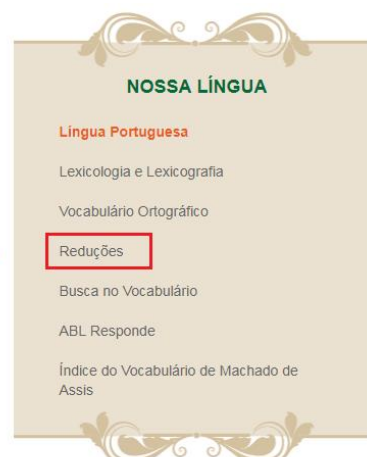 NOSSA LÍNGUA
Língua Portuguesa
Lexicologia e Lexicografia
Vocabulário Ortográfico
Reduções
Busca no Vocabulário
ABL Responde
Índice do Vocabulário de Machado de
Assis